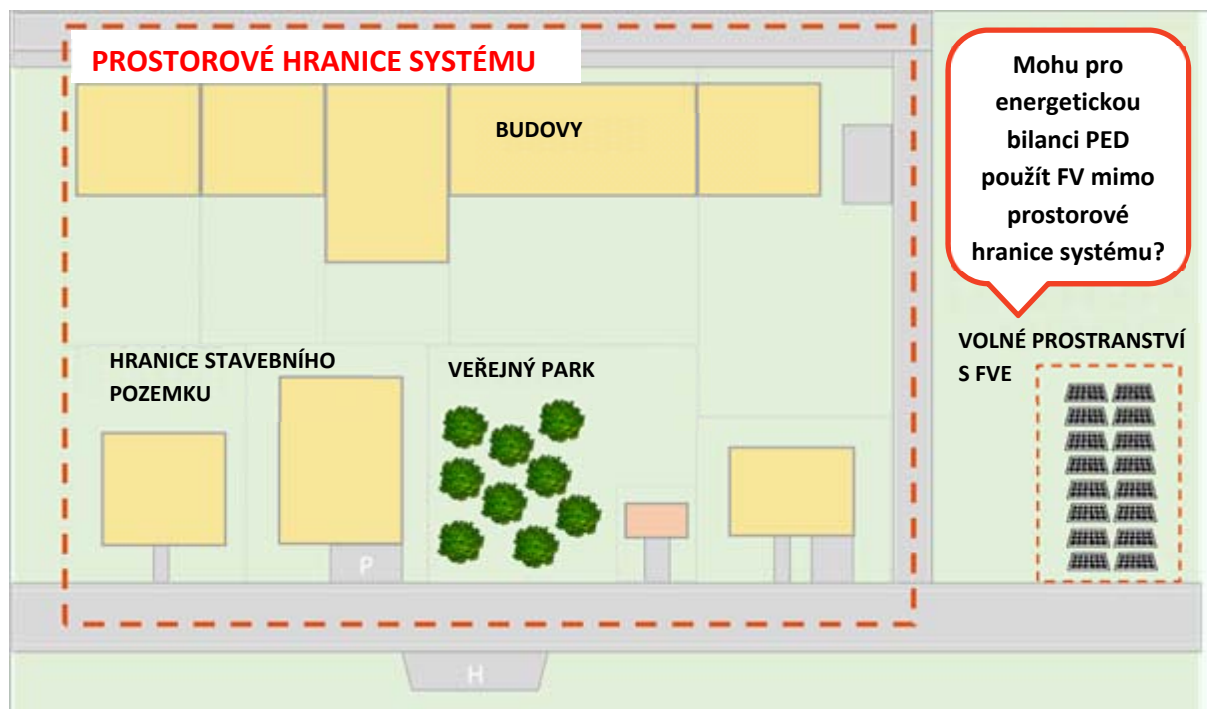 PROSTOROVÉ HRANICE SYSTÉMU
BUDOVY
Mohu pro
energetickou
bilanci PED
použít FV mimo
prostorové
hranice systému?
HRANICE STAVEBNÍHO
POZEMKU
VEŘEJNÝ PARK
VOLNÉ PROSTRANSTVÍ
S FVE
P
H